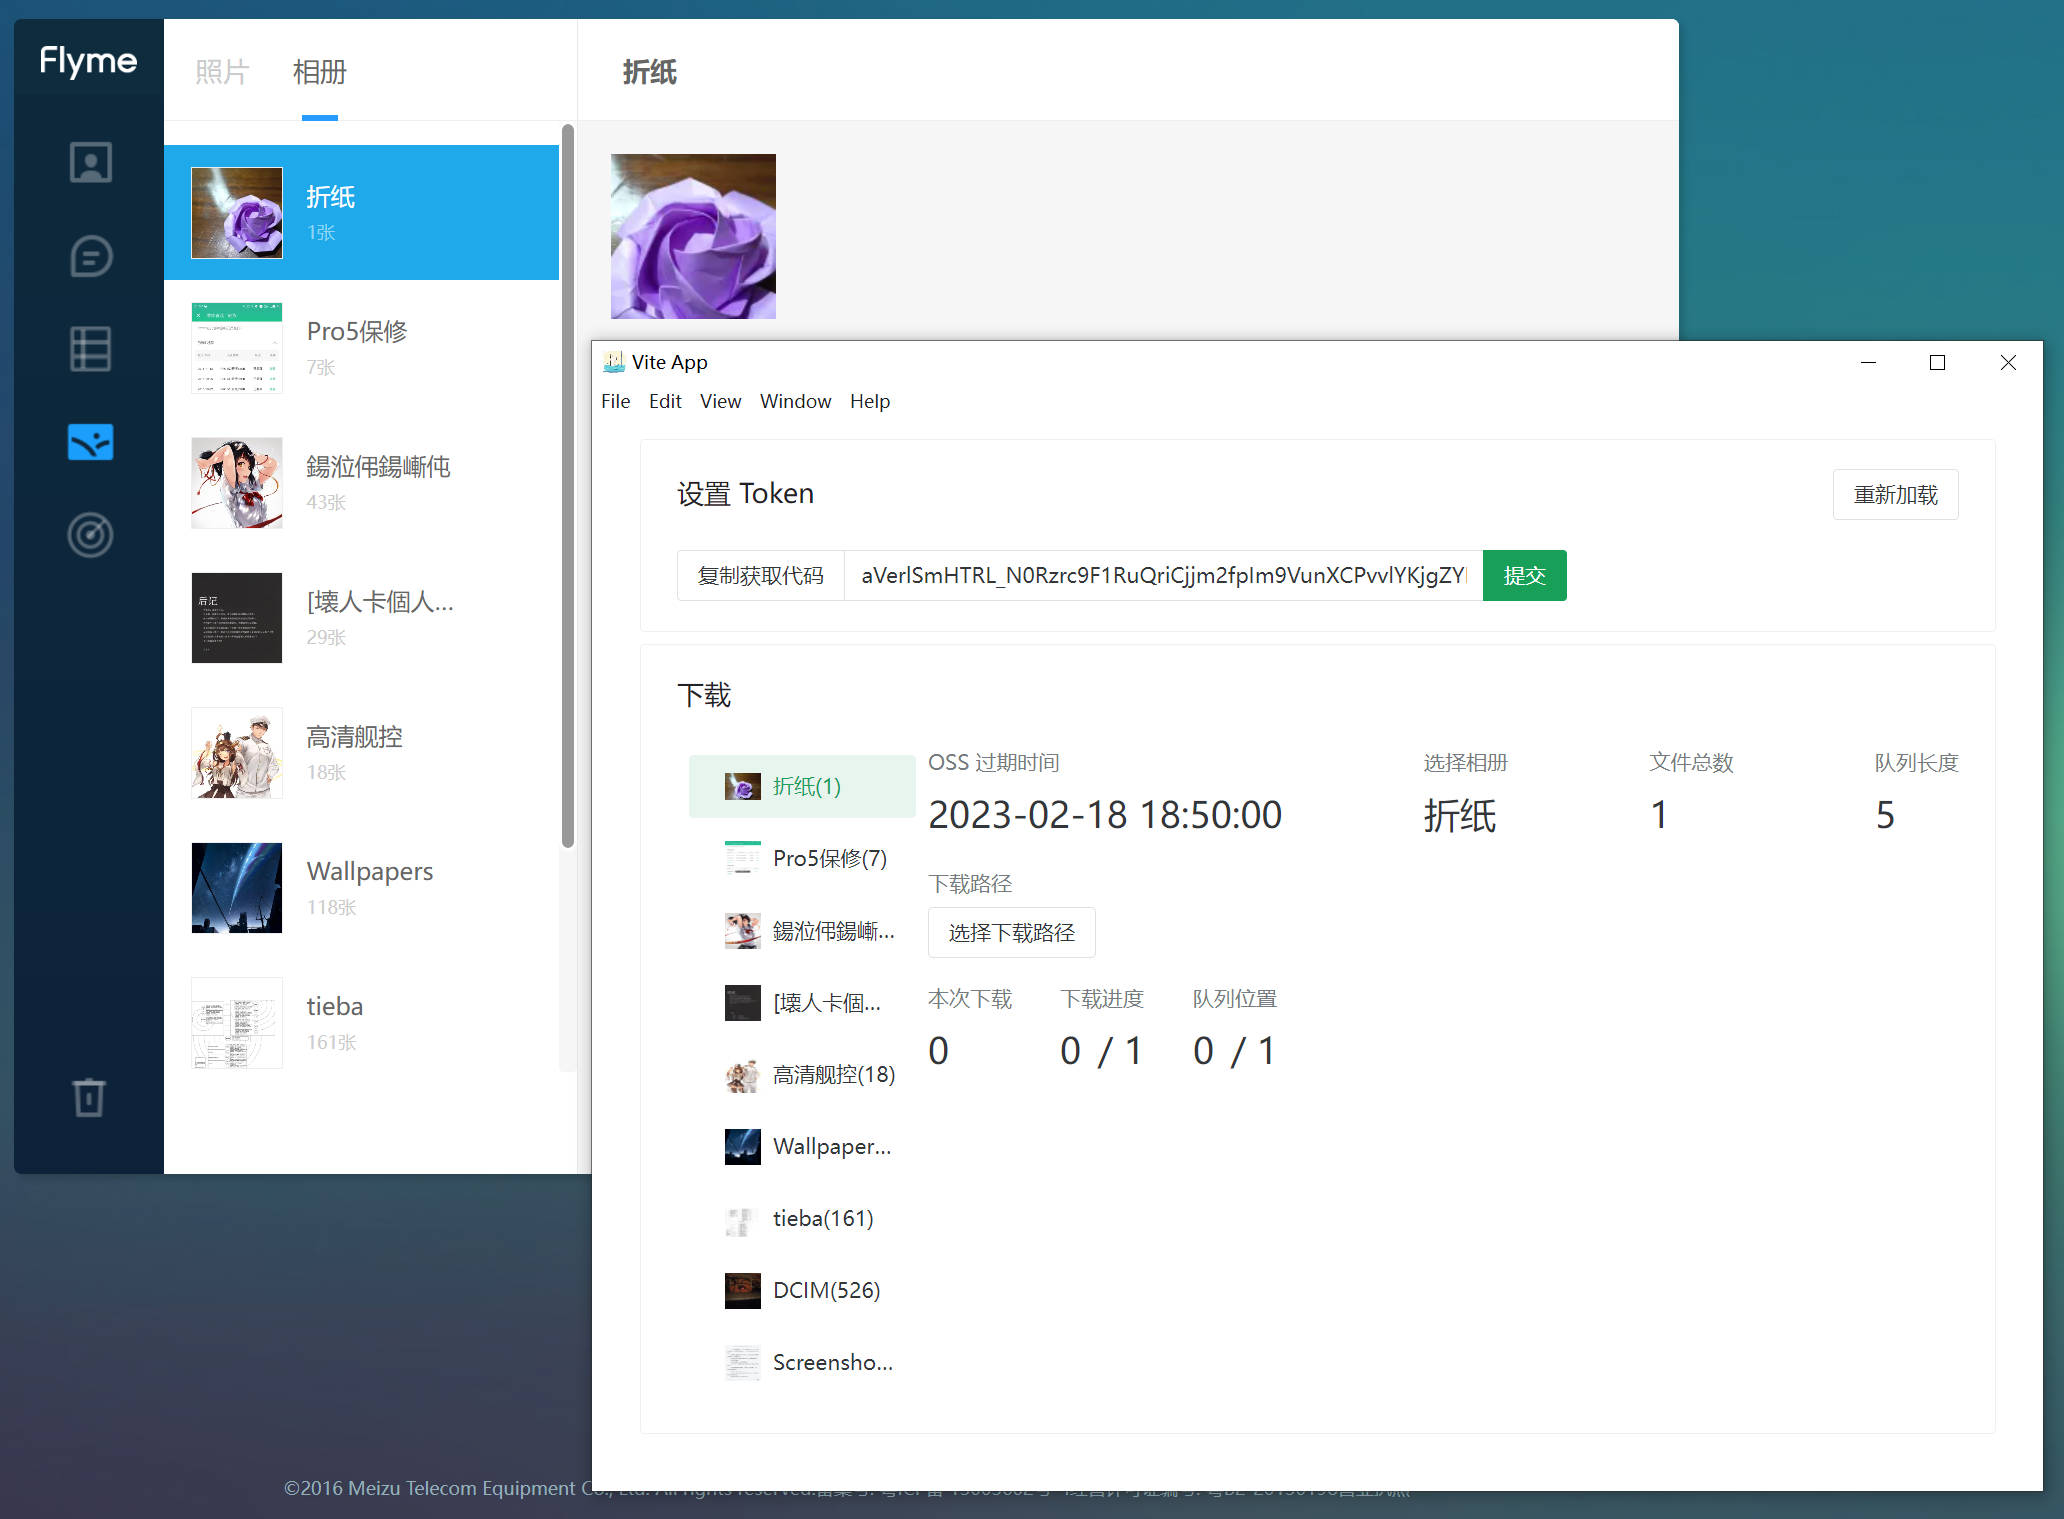 Flyme
照片
相册
折纸
折纸
1张
Pro5保修
7张
鍚涖伄鍚嶃伅
43张
[壊人卡個人...
29张
高清舰控
18张
Wallpapers
118张
tieba
161张
Vite App
File Edit View Window Help
设置 Token
重新加载
复制获取代码
aVerlSmHTRL_N0Rzrc9F1RuQriCjjm2fpIm9VunXCPvvlYKjgZY
提交
下载
折纸(1)
Pro5保修(7)
鍚涖伄鍚嶃...
[壊人卡個...
高清舰控(18)
Wallpaper...
tieba(161)
DCIM(526)
Screensho...
OSS 过期时间
2023-02-18 18:50:00
选择相册
折纸
文件总数
1
队列长度
5
下载路径
选择下载路径
本次下载
0
下载进度
0 / 1
队列位置
0 / 1
©2016 Meizu Telecom Equipment Co., Ltd. All rights reserved.